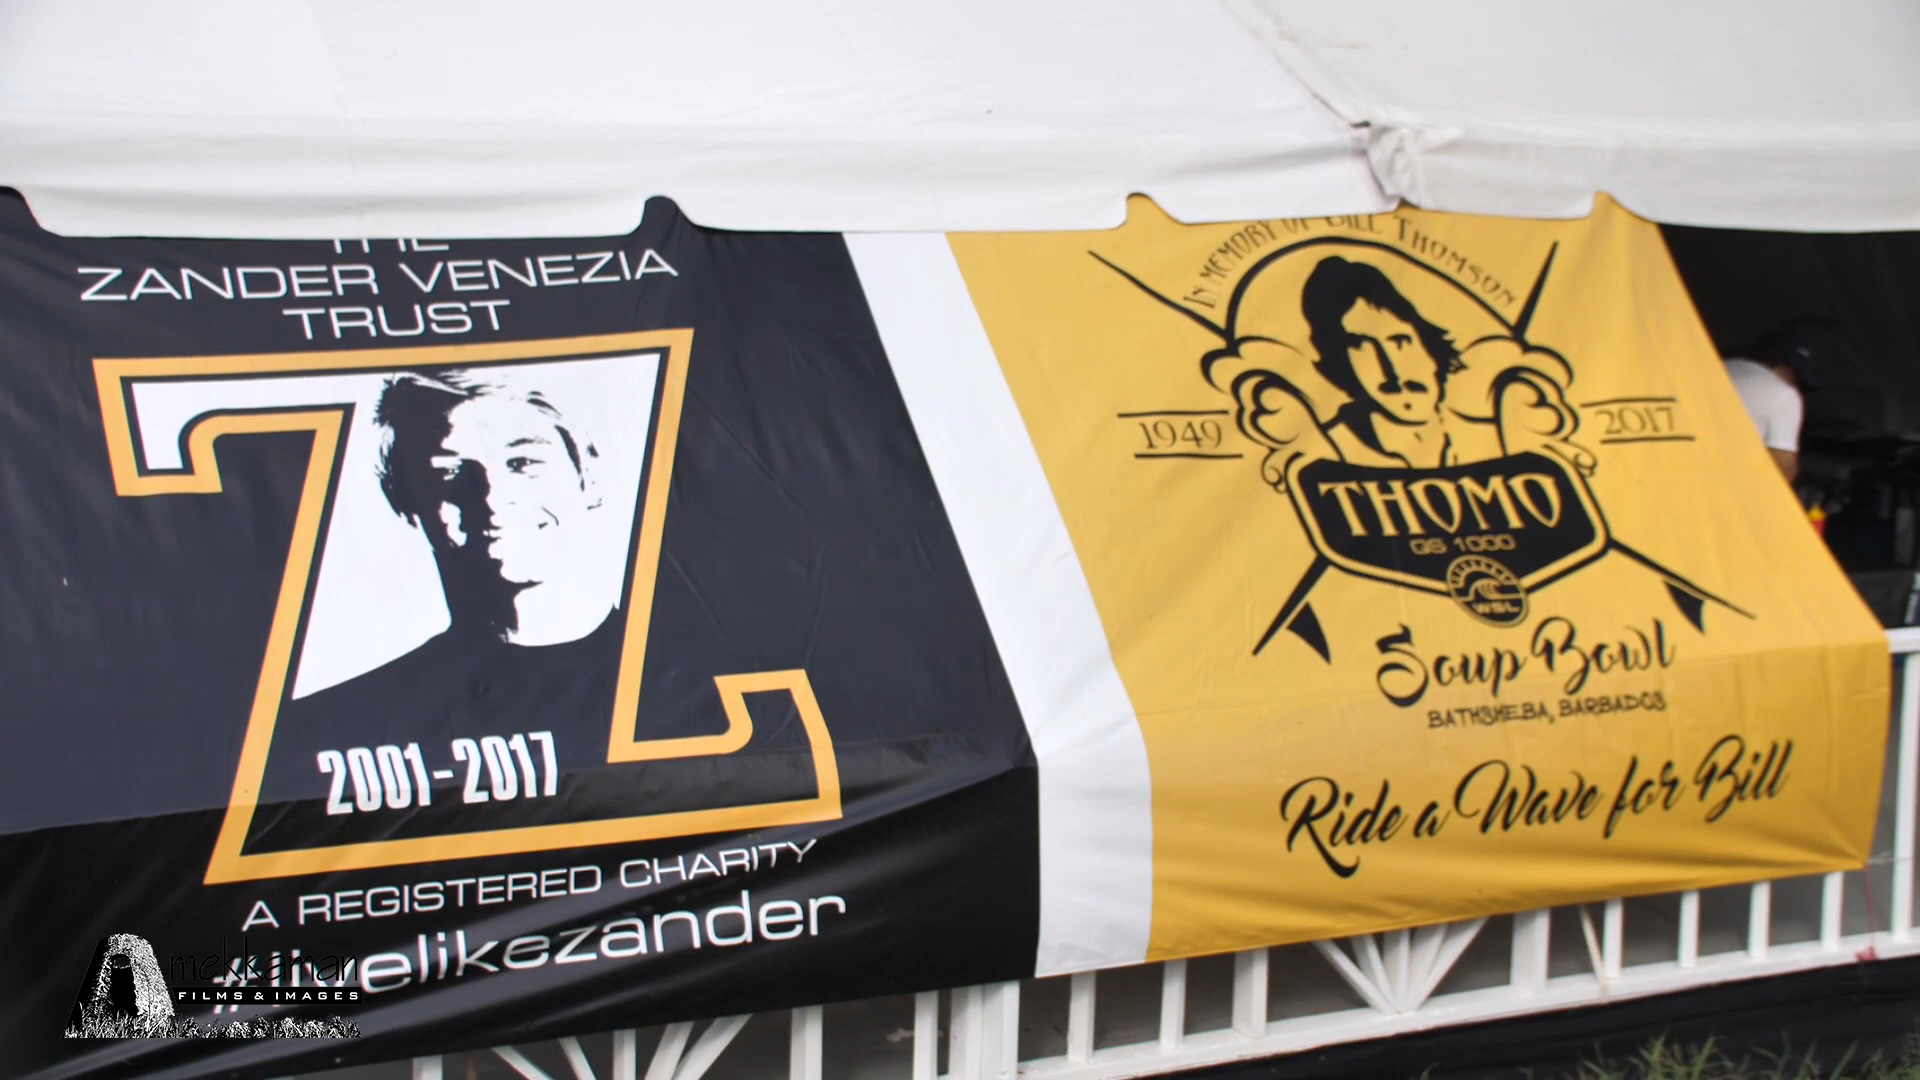 THE
ZANDER VENEZIA
TRUST
2001-2017
A REGISTERED CHARITY
#livelikezander
IN MEMORY OF BILL THOMSON
1949
2017
THOMO
GS 1000
WSL
Soup Bowl
BATHSHEBA, BARBADOS
Ride a Wave for Bill
mekkaman
FILMS & IMAGES